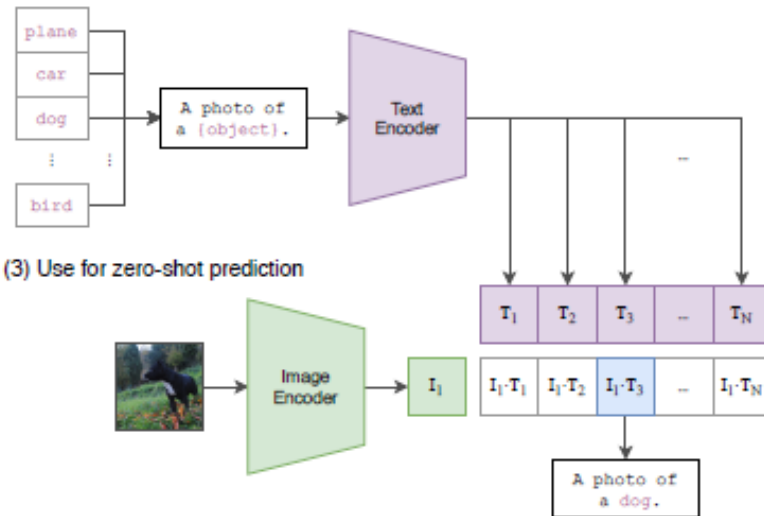 plane
car
dog
⋮ ⋮
bird
A photo of
a {object}.
Text
Encoder
...
(3) Use for zero-shot prediction
T1 T2 T3 ... TN
Image
Encoder
I1
I1·T1 I1·T2 I1·T3 ... I1·TN
A photo of
a dog.